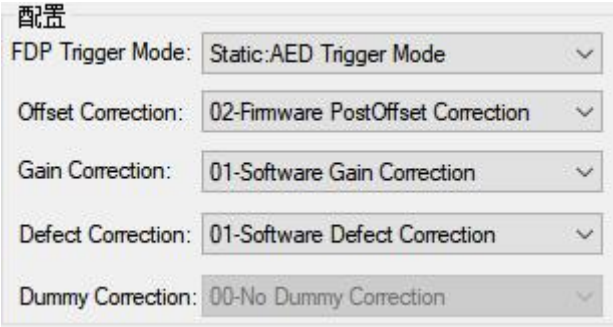 配置
FDP Trigger Mode: Static:AED Trigger Mode
Offset Correction: 02-Firmware PostOffset Correction
Gain Correction: 01-Software Gain Correction
Defect Correction: 01-Software Defect Correction
Dummy Correction: 00-No Dummy Correction